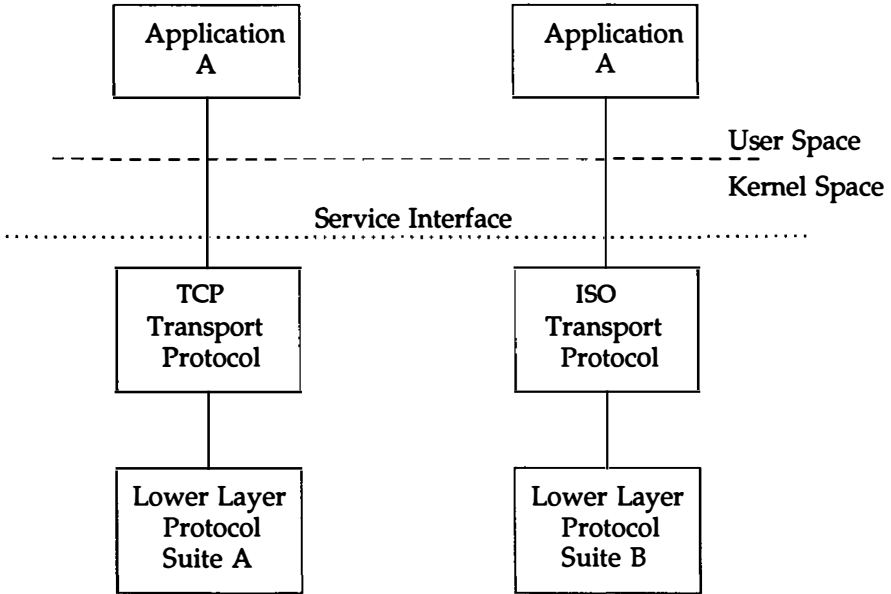 Application
A
Application
A
User Space
Kernel Space
Service Interface
TCP
Transport
Protocol
ISO
Transport
Protocol
Lower Layer
Protocol
Suite A
Lower Layer
Protocol
Suite B